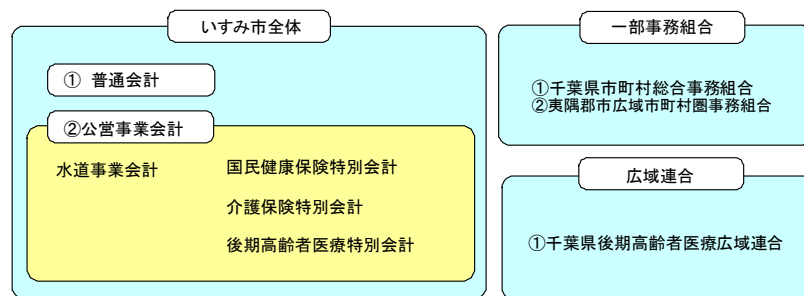 いすみ市全体
① 普通会計
②公営事業会計
水道事業会計
国民健康保険特別会計
介護保険特別会計
後期高齢者医療特別会計
一部事務組合
①千葉県市町村総合事務組合
②夷隅郡市広域市町村圏事務組合
広域連合
①千葉県後期高齢者医療広域連合